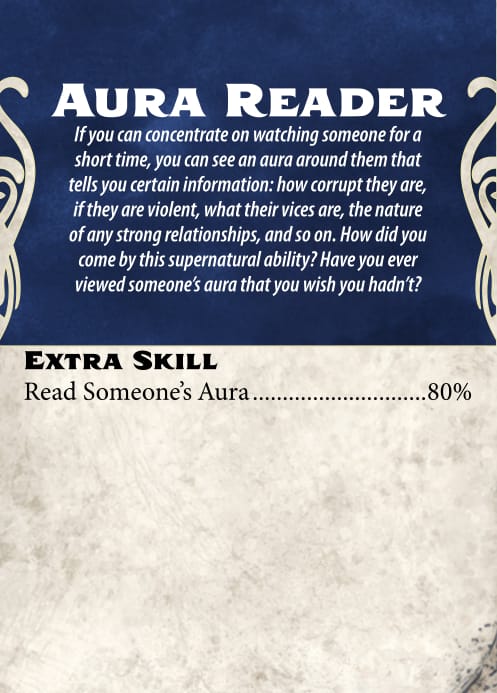 AURA READER
If you can concentrate on watching someone for a
short time, you can see an aura around them that
tells you certain information: how corrupt they are,
if they are violent, what their vices are, the nature
of any strong relationships, and so on. How did you
come by this supernatural ability? Have you ever
viewed someone’s aura that you wish you hadn’t?
EXTRA SKILL
Read Someone’s Aura.............................80%